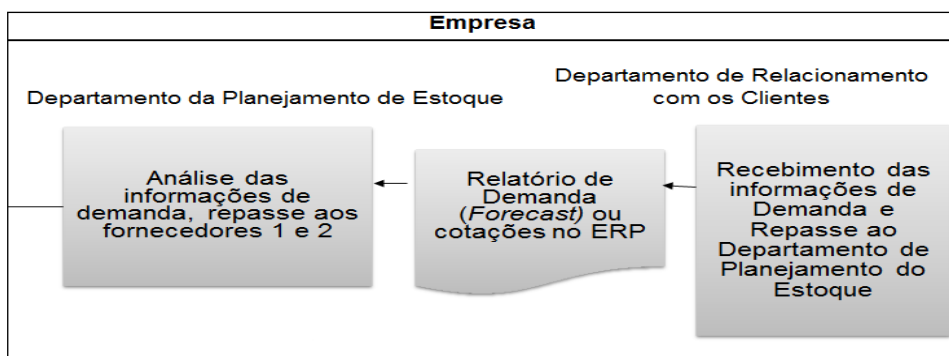 Empresa
Departamento da Planejamento de Estoque
Departamento de Relacionamento
com os Clientes
Análise das
informações de
demanda, repasse aos
fornecedores 1 e 2
Relatório de
Demanda
(Forecast) ou
cotações no ERP
Recebimento das
informações de
Demanda e
Repasse ao
Departamento de
Planejamento do
Estoque